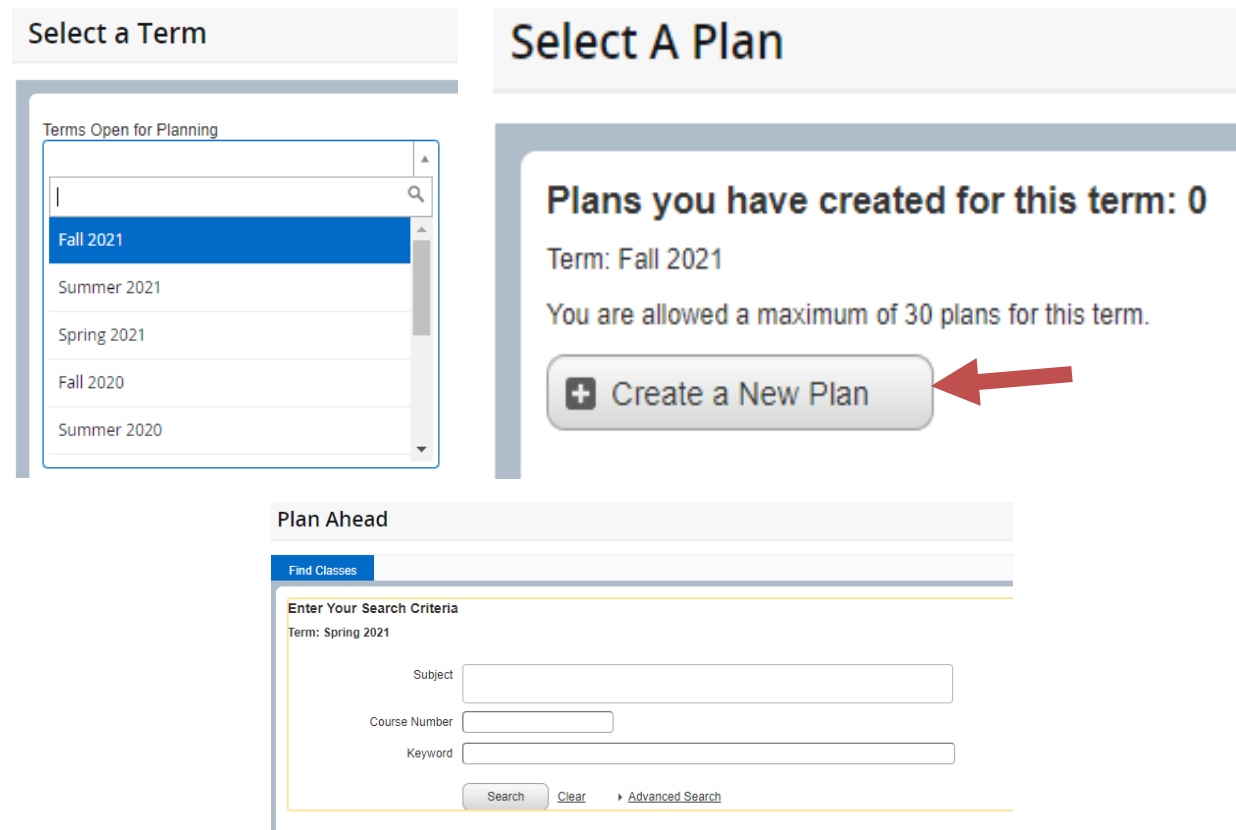 Select a Term
Terms Open for Planning
Fall 2021
Summer 2021
Spring 2021
Fall 2020
Summer 2020
Select A Plan
Plans you have created for this term: 0
Term: Fall 2021
You are allowed a maximum of 30 plans for this term.
Create a New Plan
Plan Ahead
Find Classes
Enter Your Search Criteria
Term: Spring 2021
Subject
Course Number
Keyword
Search Clear Advanced Search